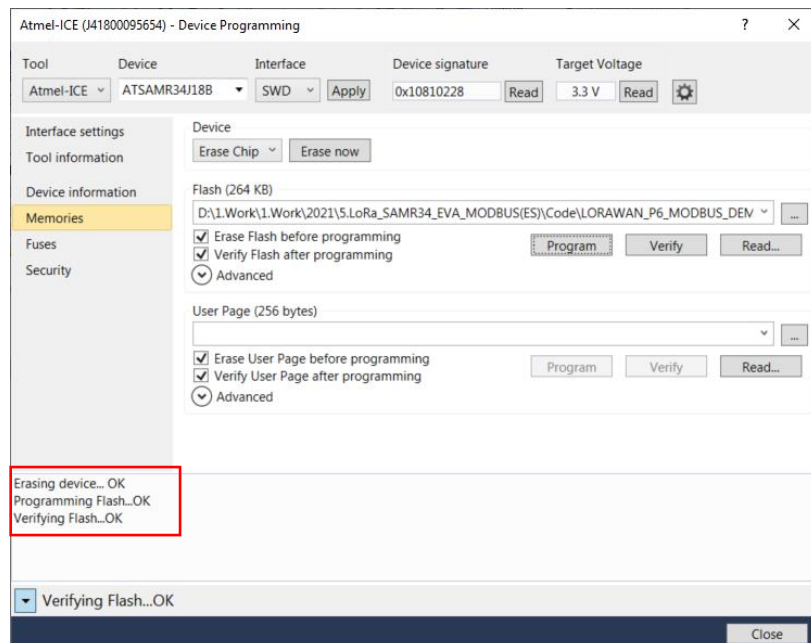 Atmel-ICE (J41800095654) - Device Programming
? X
Tool Device Interface Device signature Target Voltage
Atmel-ICE ATSAMR34J18B SWD Apply 0x10810228 Read 3.3 V Read
Interface settings
Tool information
Device information
Memories
Fuses
Security
Device
Erase Chip Erase now
Flash (264 KB)
D:\1.Work\1.Work\2021\5.LoRa_SAMR34_EVA_MODBUS(ES)\Code\LORAWAN_P6_MODBUS_DEM ...
Erase Flash before programming
Verify Flash after programming
Program Verify Read...
Advanced
User Page (256 bytes)
...
Erase User Page before programming
Verify User Page after programming
Program Verify Read...
Advanced
Erasing device... OK
Programming Flash...OK
Verifying Flash...OK
Verifying Flash...OK
Close